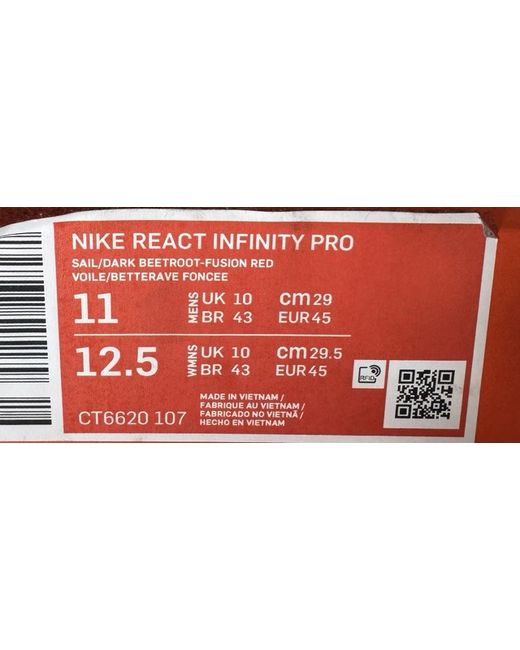 NIKE REACT INFINITY PRO
SAIL/DARK BEETROOT-FUSION RED
VOILE/BETTERAVE FONCEE
11 MENS UK 10 cm 29
BR 43 EUR 45
12.5 WMNS UK 10 cm 29.5
BR 43 EUR 45
RFID
CT6620 107
MADE IN VIETNAM /
FABRIQUE AU VIETNAM /
FABRICADO NO VIETNÃ /
HECHO EN VIETNAM